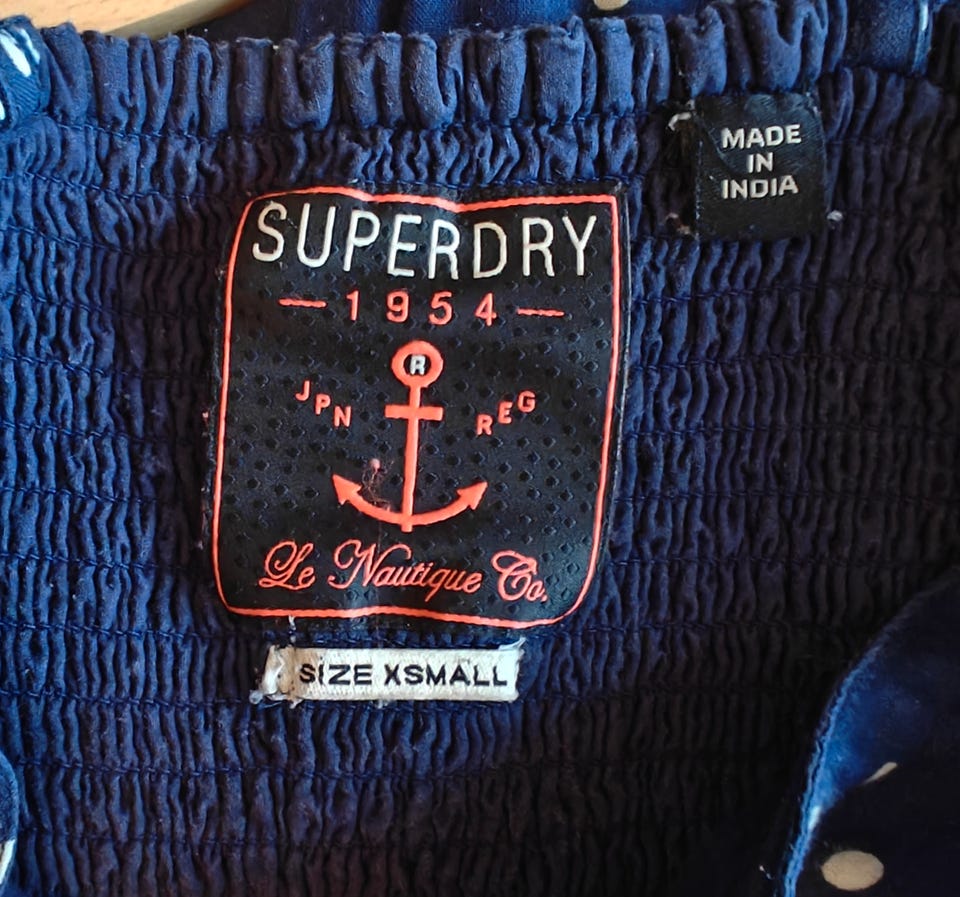 SUPERDRY
— 1954 —
R
JPN REG
Le Nautique Co.
SIZE XSMALL
MADE
IN
INDIA